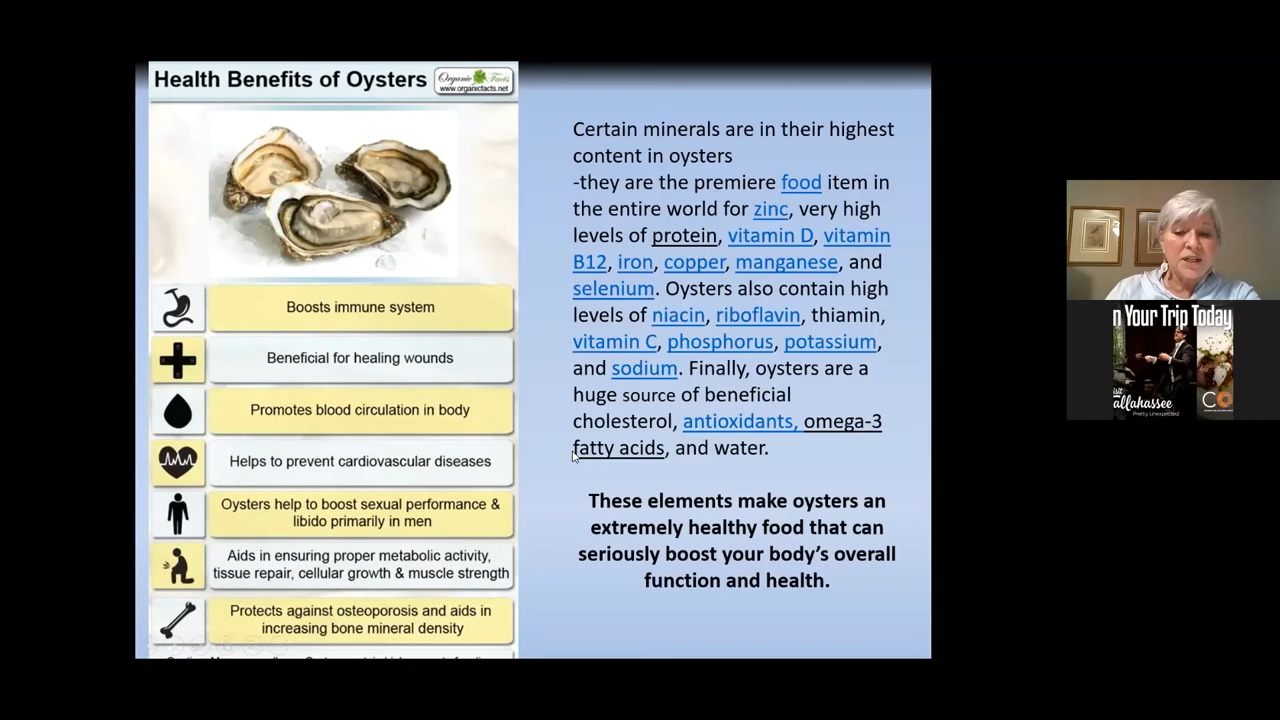 Health Benefits of Oysters
Organic Facts
www.organicfacts.net
Boosts immune system
Beneficial for healing wounds
Promotes blood circulation in body
Helps to prevent cardiovascular diseases
Oysters help to boost sexual performance &
libido primarily in men
Aids in ensuring proper metabolic activity,
tissue repair, cellular growth & muscle strength
Protects against osteoporosis and aids in
increasing bone mineral density
Certain minerals are in their highest
content in oysters
-they are the premiere food item in
the entire world for zinc, very high
levels of protein, vitamin D, vitamin
B12, iron, copper, manganese, and
selenium. Oysters also contain high
levels of niacin, riboflavin, thiamin,
vitamin C, phosphorus, potassium,
and sodium. Finally, oysters are a
huge source of beneficial
cholesterol, antioxidants, omega-3
fatty acids, and water.
These elements make oysters an
extremely healthy food that can
seriously boost your body's overall
function and health.
n Your Trip Today
allahassee
Pretty Unexpected